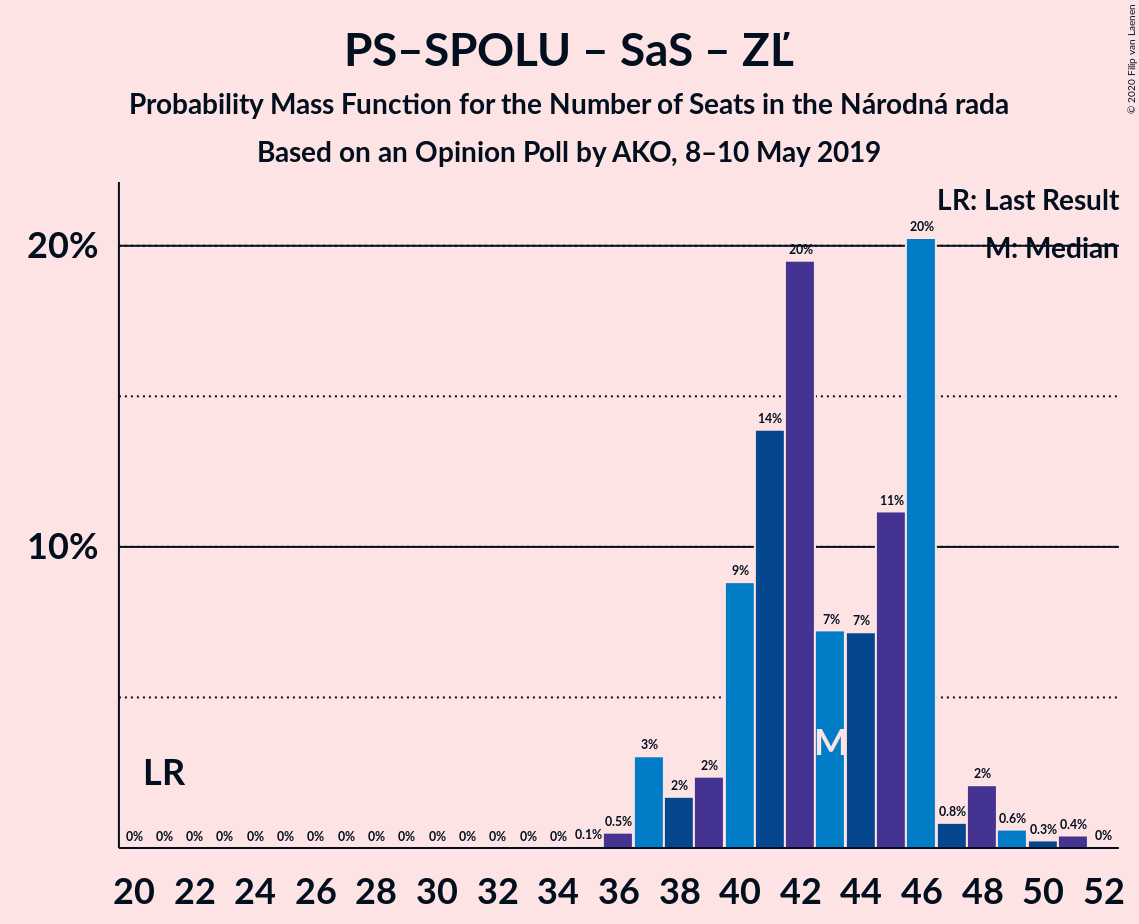 PS–SPOLU – SaS – ZĽ
Probability Mass Function for the Number of Seats in the Národná rada
Based on an Opinion Poll by AKO, 8–10 May 2019
© 2020 Filip van Laenen
LR: Last Result
M: Median
20%
10%
LR
M
0% 0% 0% 0% 0% 0% 0% 0% 0% 0% 0% 0% 0% 0% 0% 0.1% 0.5% 3% 2% 2% 9% 14% 20% 7% 7% 11% 20% 0.8% 2% 0.6% 0.3% 0.4% 0%
20 22 24 26 28 30 32 34 36 38 40 42 44 46 48 50 52